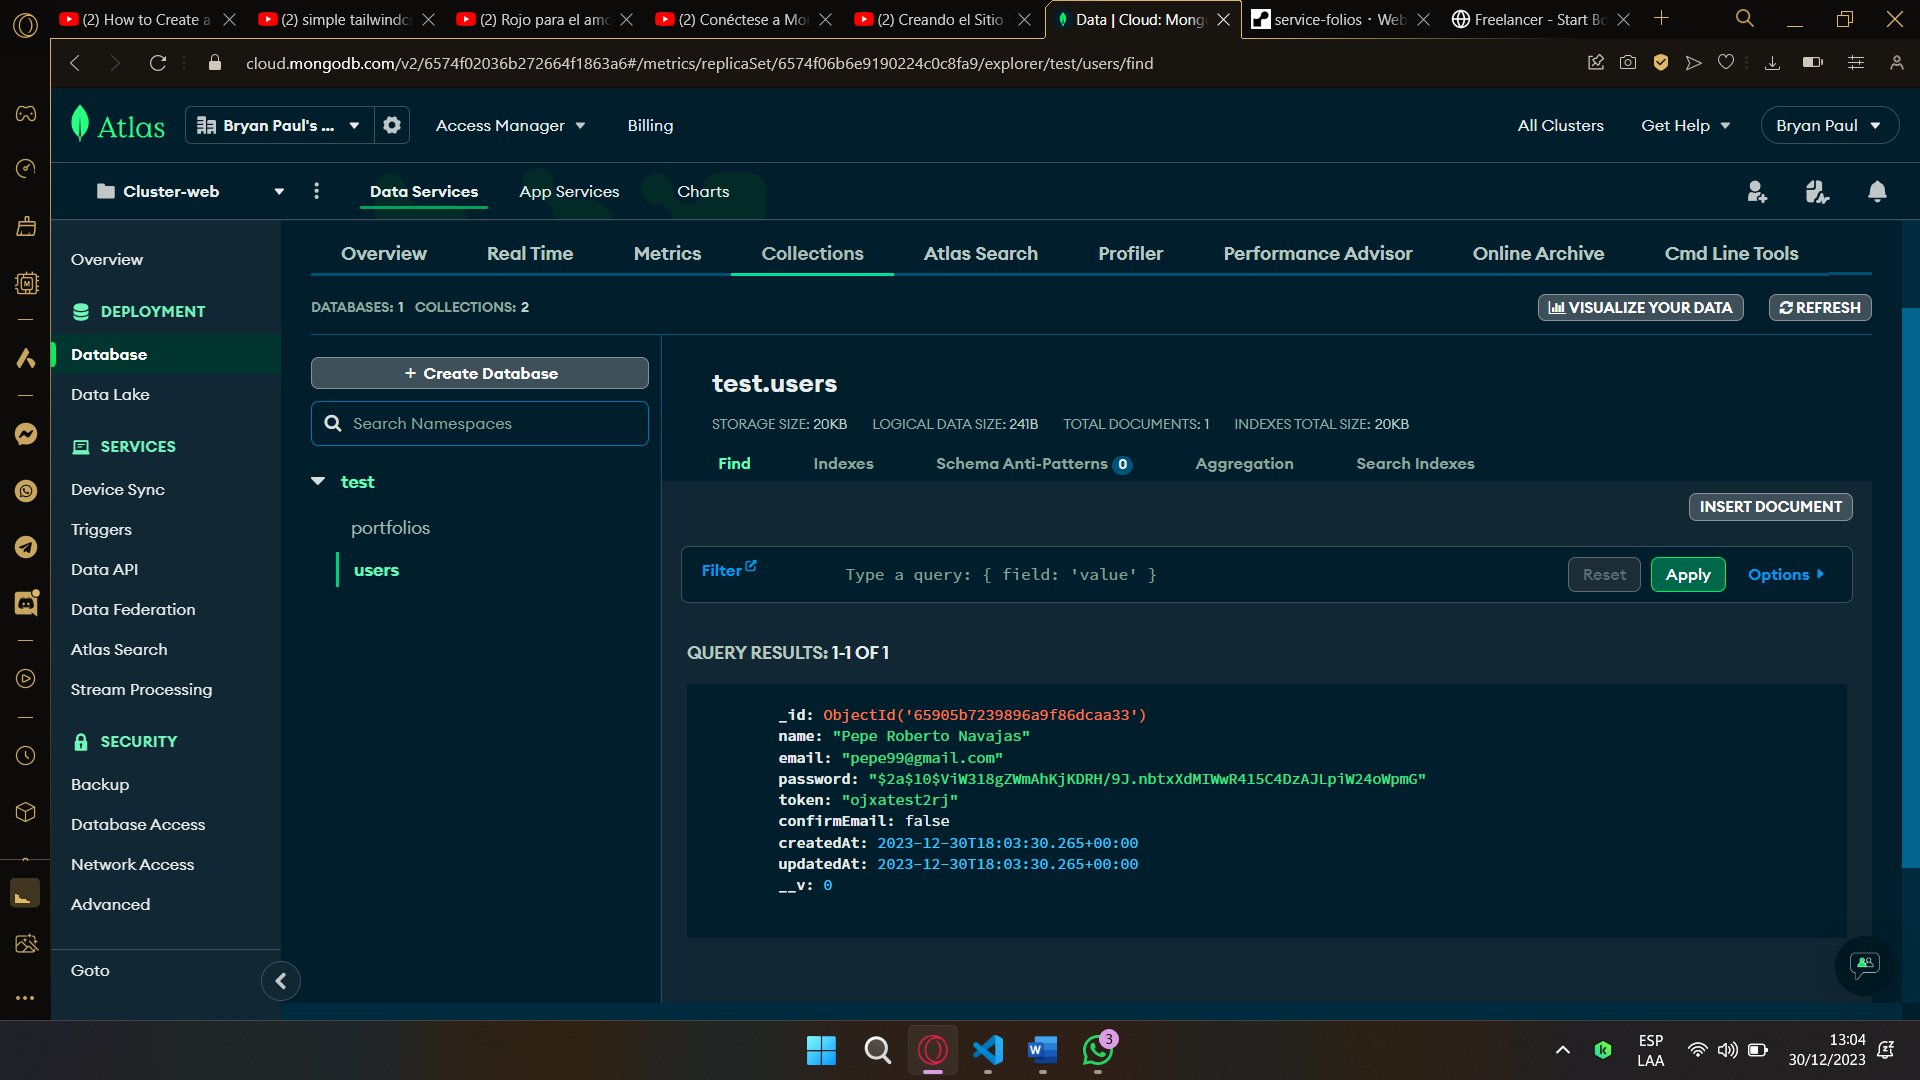 (2) How to Create a
(2) simple tailwindcs
(2) Rojo para el amo
(2) Conéctese a Mon
(2) Creando el Sitio
Data | Cloud: Mongo
service-folios · Web
Freelancer - Start Bo
cloud.mongodb.com/v2/6574f02036b272664f1863a6#/metrics/replicaSet/6574f06b6e9190224c0c8fa9/explorer/test/users/find
Atlas
Bryan Paul's ...
Access Manager
Billing
All Clusters
Get Help
Bryan Paul
Cluster-web
Data Services
App Services
Charts
Overview
DEPLOYMENT
Database
Data Lake
SERVICES
Device Sync
Triggers
Data API
Data Federation
Atlas Search
Stream Processing
SECURITY
Backup
Database Access
Network Access
Advanced
Goto
Overview
Real Time
Metrics
Collections
Atlas Search
Profiler
Performance Advisor
Online Archive
Cmd Line Tools
DATABASES: 1 COLLECTIONS: 2
VISUALIZE YOUR DATA
REFRESH
+ Create Database
Search Namespaces
test
portfolios
users
test.users
STORAGE SIZE: 20KB LOGICAL DATA SIZE: 241B TOTAL DOCUMENTS: 1 INDEXES TOTAL SIZE: 20KB
Find
Indexes
Schema Anti-Patterns 0
Aggregation
Search Indexes
INSERT DOCUMENT
Filter
Type a query: { field: 'value' }
Reset
Apply
Options
QUERY RESULTS: 1-1 OF 1
_id: ObjectId('65905b7239896a9f86dcaa33')
name: "Pepe Roberto Navajas"
email: "pepe99@gmail.com"
password: "$2a$10$ViW318gZWmAhKjKDRH/9J.nbtxXdMIWwR415C4DzAJLpiW24oWpmG"
token: "ojxatest2rj"
confirmEmail: false
createdAt: 2023-12-30T18:03:30.265+00:00
updatedAt: 2023-12-30T18:03:30.265+00:00
__v: 0
3
ESP
LAA
13:04
30/12/2023